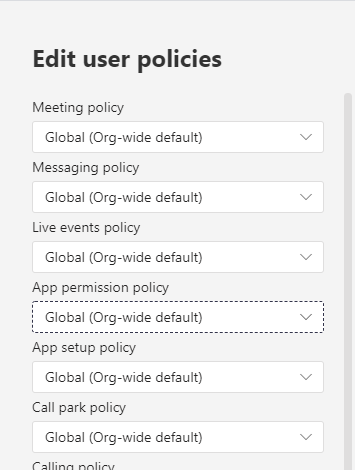 Edit user policies
Meeting policy
Global (Org-wide default)
Messaging policy
Global (Org-wide default)
Live events policy
Global (Org-wide default)
App permission policy
Global (Org-wide default)
App setup policy
Global (Org-wide default)
Call park policy
Global (Org-wide default)
Calling policy